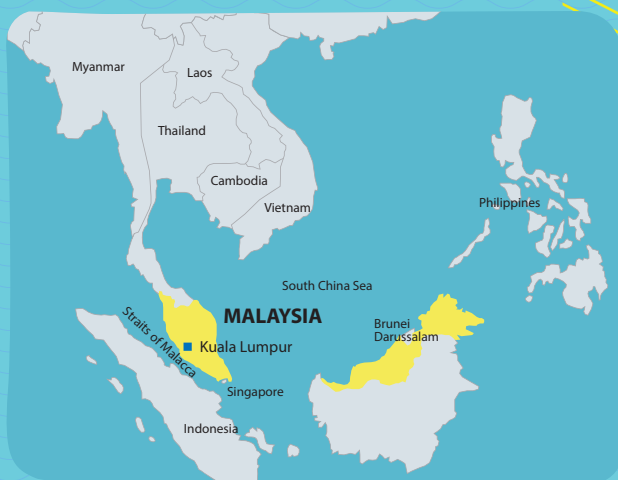 Myanmar
Laos
Thailand
Cambodia
Vietnam
Philippines
South China Sea
MALAYSIA
Straits of Malacca
Kuala Lumpur
Brunei
Darussalam
Singapore
Indonesia